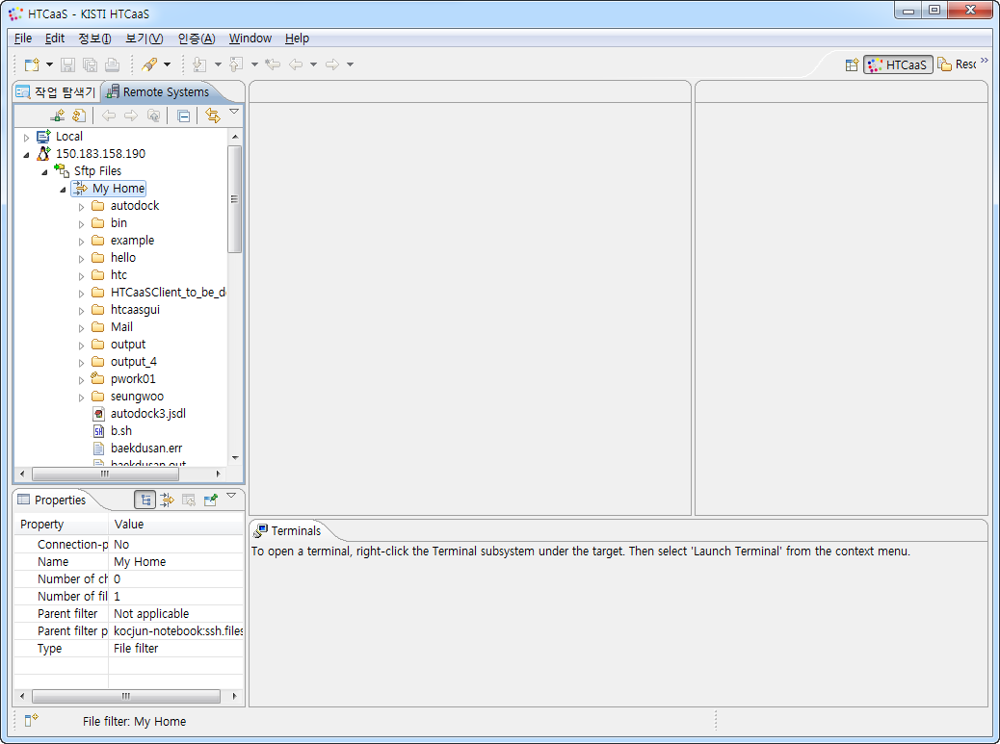 HTCaaS - KISTI HTCaaS
File Edit 정보(I) 보기(V) 인증(A) Window Help
HTCaaS Resc »
작업 탐색기 Remote Systems
Local
150.183.158.190
Sftp Files
My Home
autodock
bin
example
hello
htc
HTCaaSClient_to_be_d
htcaasgui
Mail
output
output_4
pwork01
seungwoo
autodock3.jsdl
b.sh
baekdusan.err
baekdusan.out
Properties
Property Value
Connection-p No
Name My Home
Number of ch 0
Number of fil 1
Parent filter Not applicable
Parent filter p kocjun-notebook:ssh.files
Type File filter
Terminals
To open a terminal, right-click the Terminal subsystem under the target. Then select 'Launch Terminal' from the context menu.
File filter: My Home